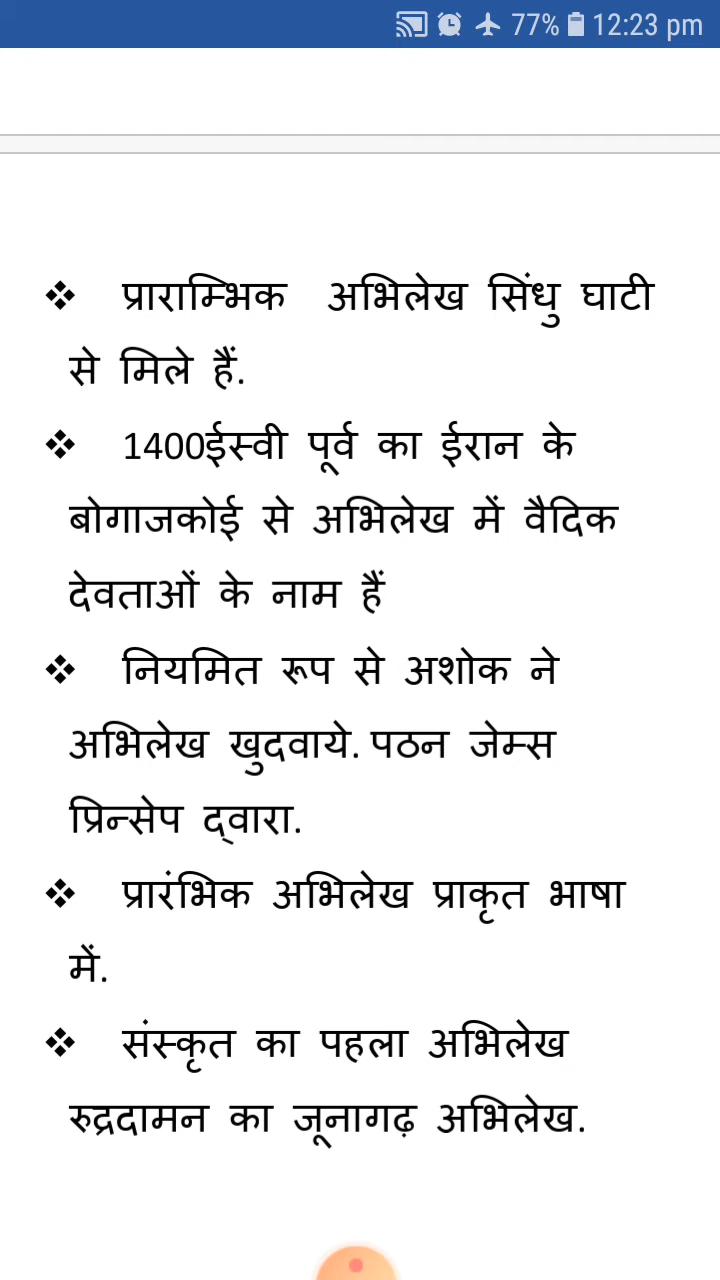 77% 12:23 pm
❖ प्राराम्भिक अभिलेख सिंधु घाटी
से मिले हैं.
❖ 1400ईस्वी पूर्व का ईरान के
बोगाजकोई से अभिलेख में वैदिक
देवताओं के नाम हैं
❖ नियमित रूप से अशोक ने
अभिलेख खुदवाये. पठन जेम्स
प्रिन्सेप द्वारा.
❖ प्रारंभिक अभिलेख प्राकृत भाषा
में.
❖ संस्कृत का पहला अभिलेख
रुद्रदामन का जूनागढ़ अभिलेख.